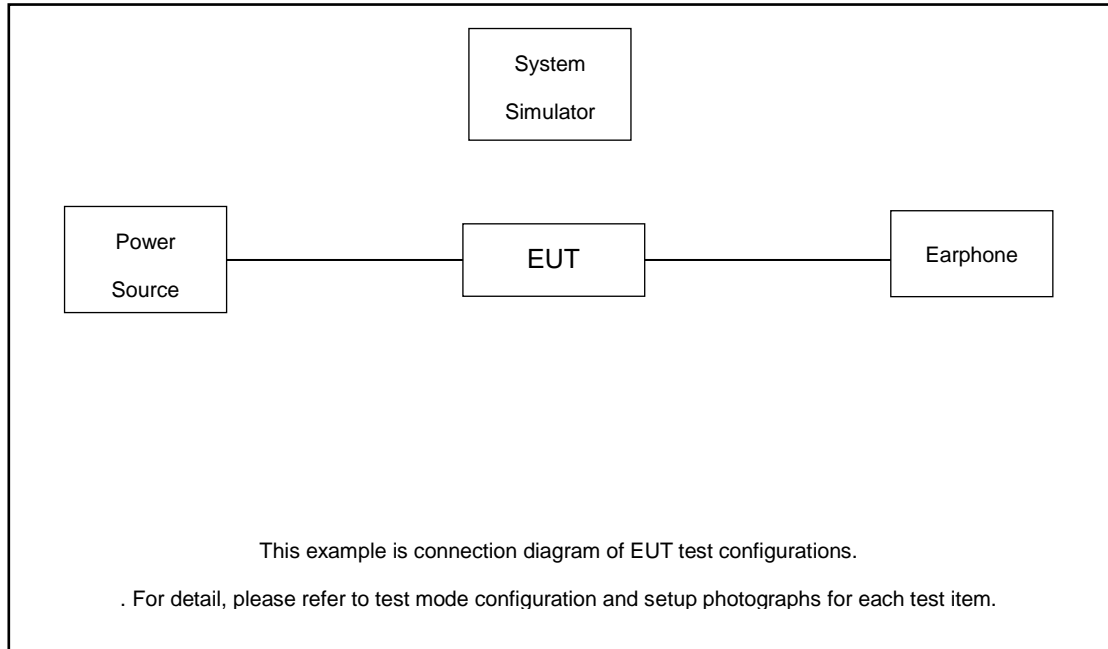 System
Simulator
Power
Source
EUT
Earphone
This example is connection diagram of EUT test configurations.
. For detail, please refer to test mode configuration and setup photographs for each test item.